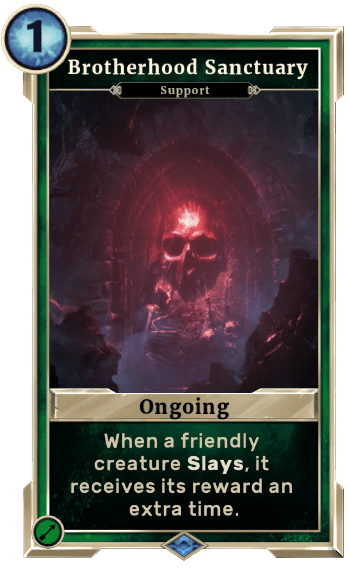 1
Brotherhood Sanctuary
Support
Ongoing
When a friendly
creature Slays, it
receives its reward an
extra time.